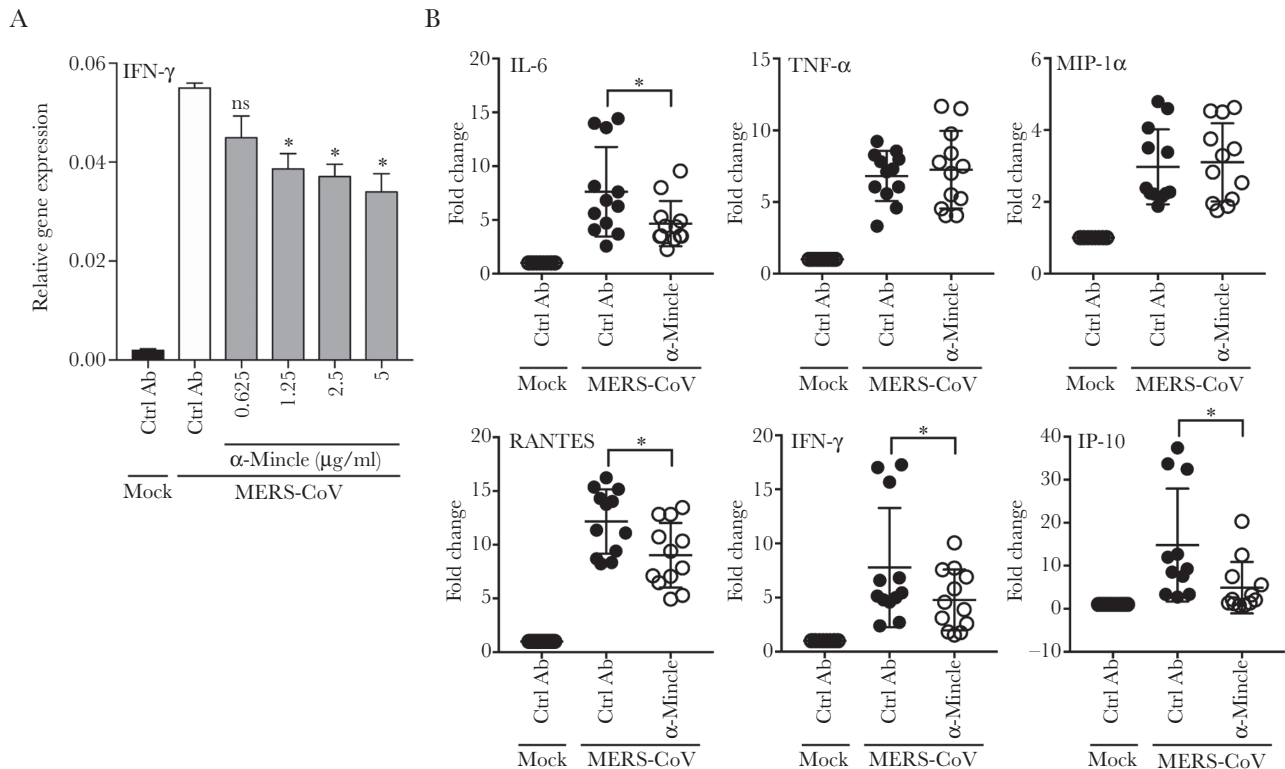 A
IFN-γ
Relative gene expression
0.06
0.04
0.02
0.00
ns
*
*
*
Ctrl Ab
Ctrl Ab
0.625
1.25
2.5
5
α-Mincle (μg/ml)
Mock
MERS-CoV
B
IL-6
Fold change
20
15
10
5
0
*
Ctrl Ab
Ctrl Ab
α-Mincle
Mock
MERS-CoV
TNF-α
Fold change
15
10
5
0
Ctrl Ab
Ctrl Ab
α-Mincle
Mock
MERS-CoV
MIP-1α
Fold change
6
4
2
0
Ctrl Ab
Ctrl Ab
α-Mincle
Mock
MERS-CoV
RANTES
Fold change
20
15
10
5
0
*
Ctrl Ab
Ctrl Ab
α-Mincle
Mock
MERS-CoV
IFN-γ
Fold change
20
15
10
5
0
*
Ctrl Ab
Ctrl Ab
α-Mincle
Mock
MERS-CoV
IP-10
Fold change
40
30
20
10
0
−10
*
Ctrl Ab
Ctrl Ab
α-Mincle
Mock
MERS-CoV